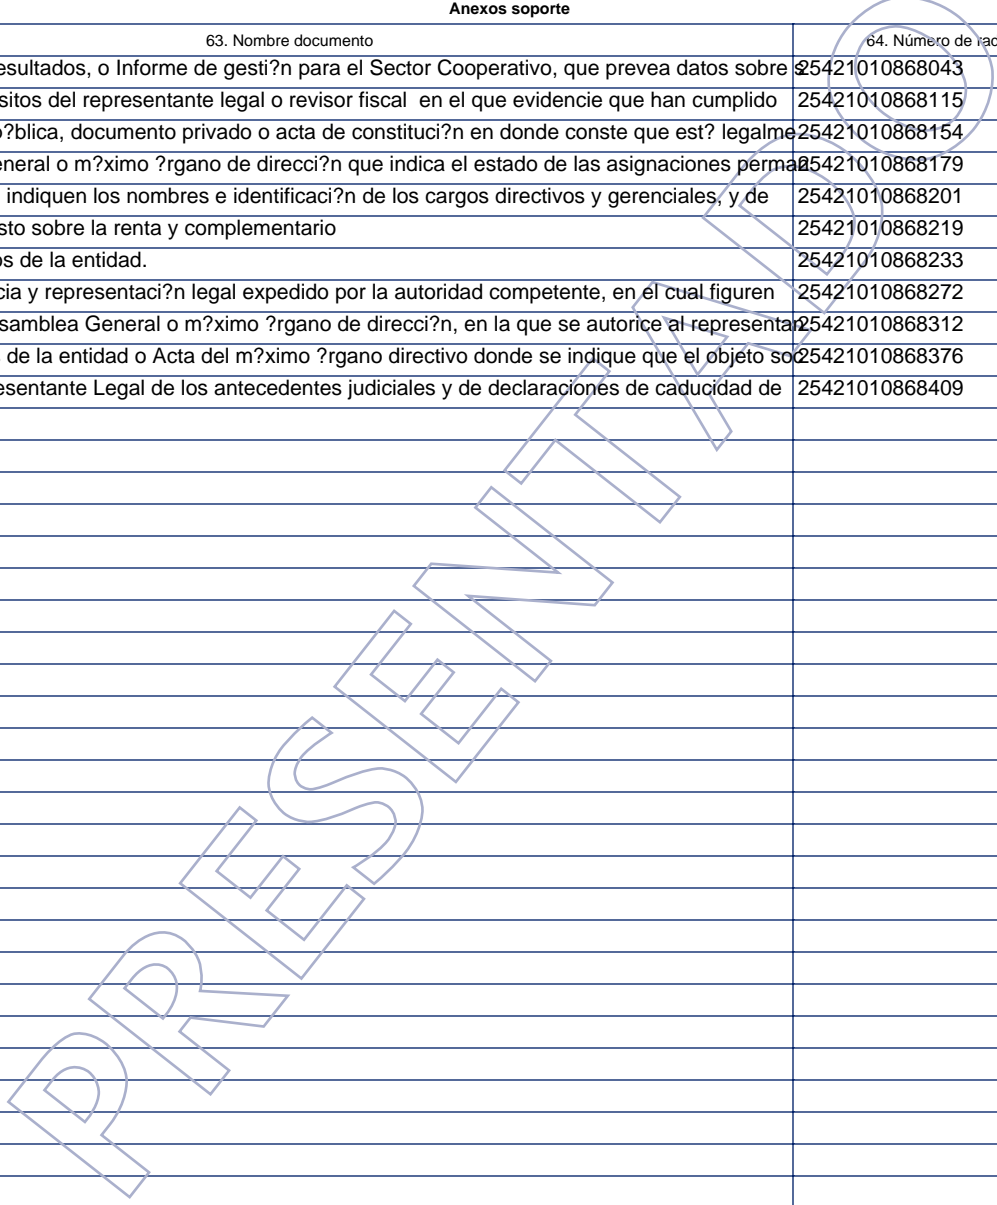 Anexos soporte
63. Nombre documento 64. Número de rad
esultados, o Informe de gesti?n para el Sector Cooperativo, que prevea datos sobre s 25421010868043
sitos del representante legal o revisor fiscal en el que evidencie que han cumplido 25421010868115
p?blica, documento privado o acta de constituci?n en donde conste que est? legalme 25421010868154
eneral o m?ximo ?rgano de direcci?n que indica el estado de las asignaciones perman 25421010868179
indiquen los nombres e identificaci?n de los cargos directivos y gerenciales, y de 25421010868201
sto sobre la renta y complementario 25421010868219
os de la entidad. 25421010868233
cia y representaci?n legal expedido por la autoridad competente, en el cual figuren 25421010868272
samblea General o m?ximo ?rgano de direcci?n, en la que se autorice al representan 25421010868312
de la entidad o Acta del m?ximo ?rgano directivo donde se indique que el objeto soc 25421010868376
esentante Legal de los antecedentes judiciales y de declaraciones de caducidad de 25421010868409
PRESENTADO